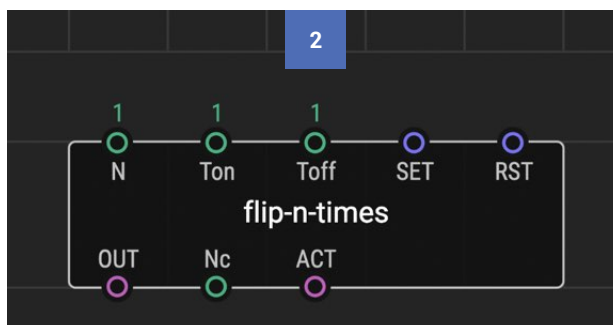 2
1 1 1
N Ton Toff SET RST
flip-n-times
OUT Nc ACT